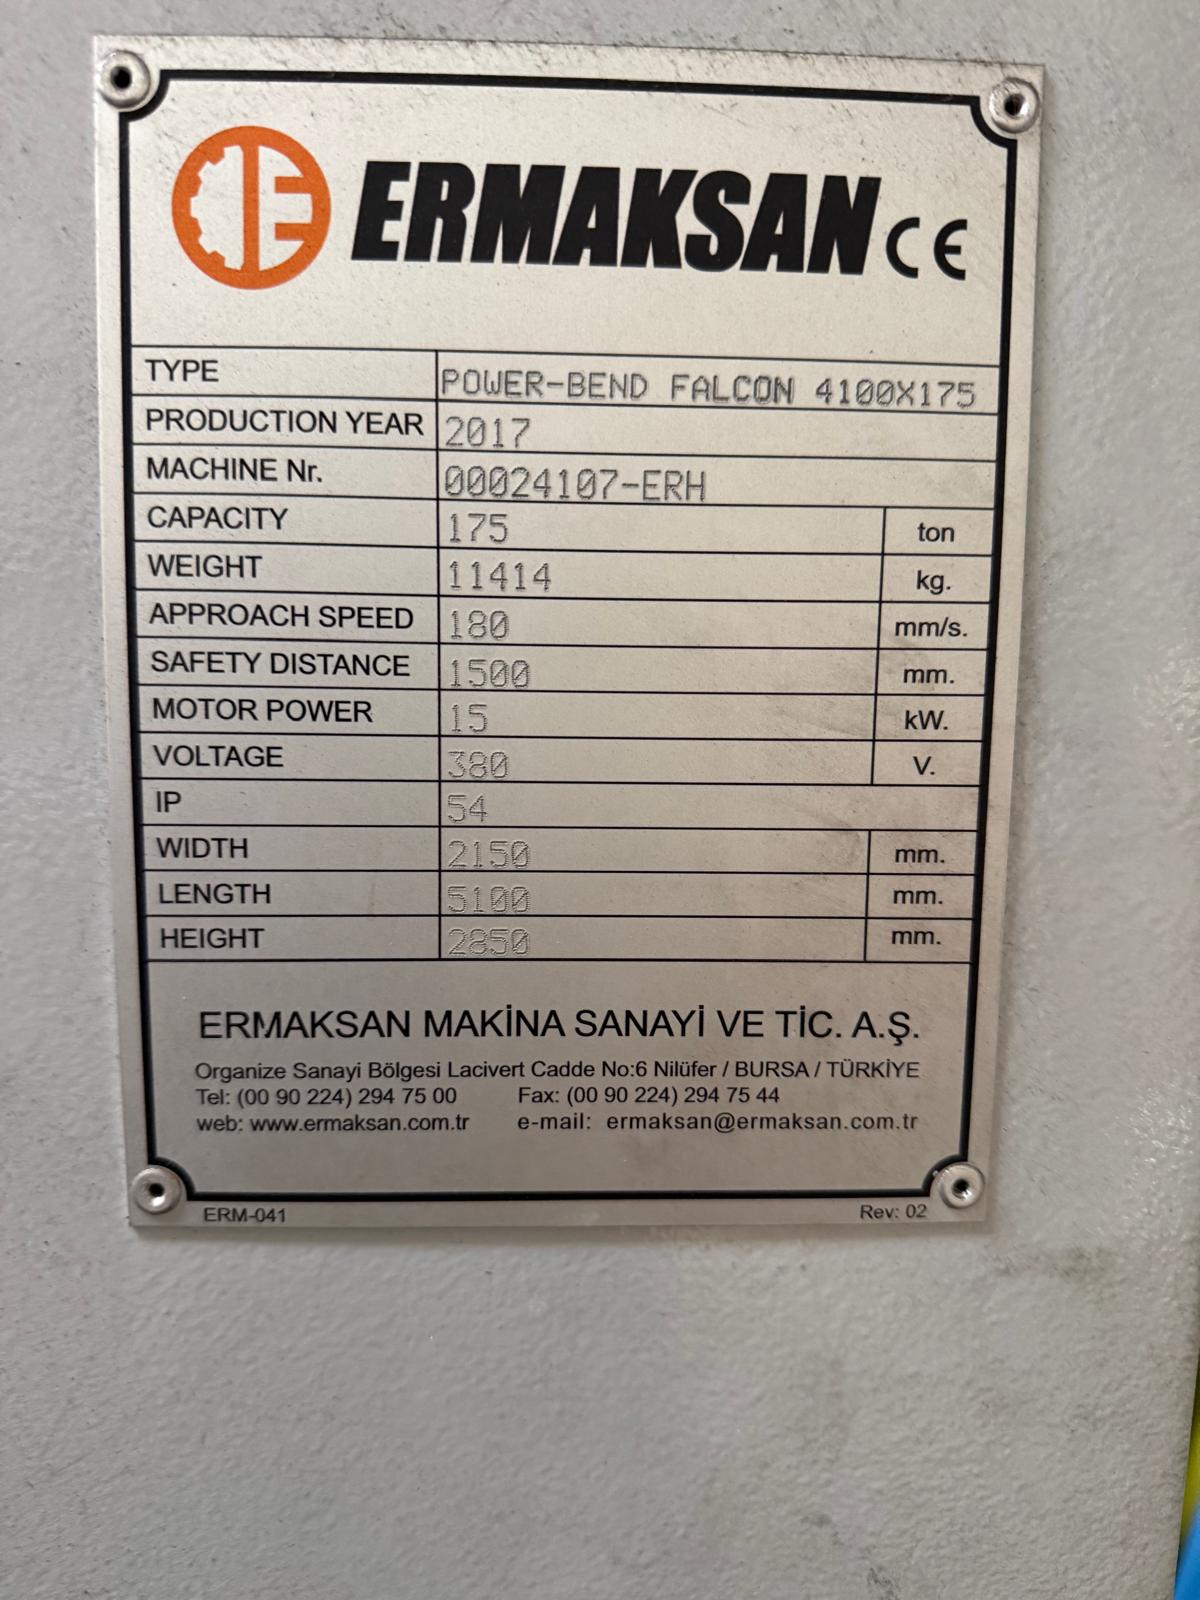 ERMAKSAN CE
TYPE POWER-BEND FALCON 4100X175
PRODUCTION YEAR 2017
MACHINE Nr. 00024107-ERH
CAPACITY 175 ton
WEIGHT 11414 kg.
APPROACH SPEED 180 mm/s.
SAFETY DISTANCE 1500 mm.
MOTOR POWER 15 kW.
VOLTAGE 380 V.
IP 54
WIDTH 2150 mm.
LENGTH 5100 mm.
HEIGHT 2850 mm.
ERMAKSAN MAKİNA SANAYİ VE TİC. A.Ş.
Organize Sanayi Bölgesi Lacivert Cadde No:6 Nilüfer / BURSA / TÜRKİYE
Tel: (00 90 224) 294 75 00 Fax: (00 90 224) 294 75 44
web: www.ermaksan.com.tr e-mail: ermaksan@ermaksan.com.tr
ERM-041 Rev: 02